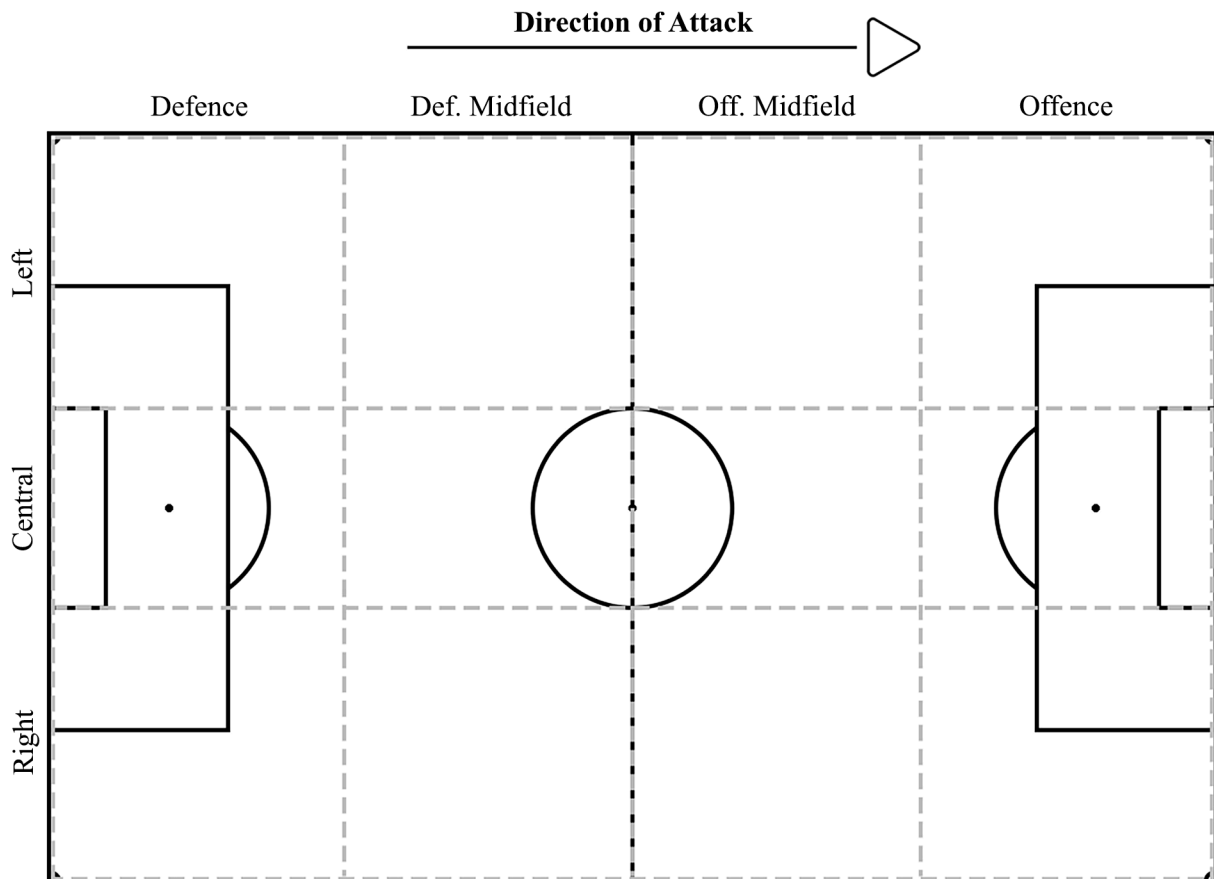 Direction of Attack
Defence
Def. Midfield
Off. Midfield
Offence
Left
Central
Right